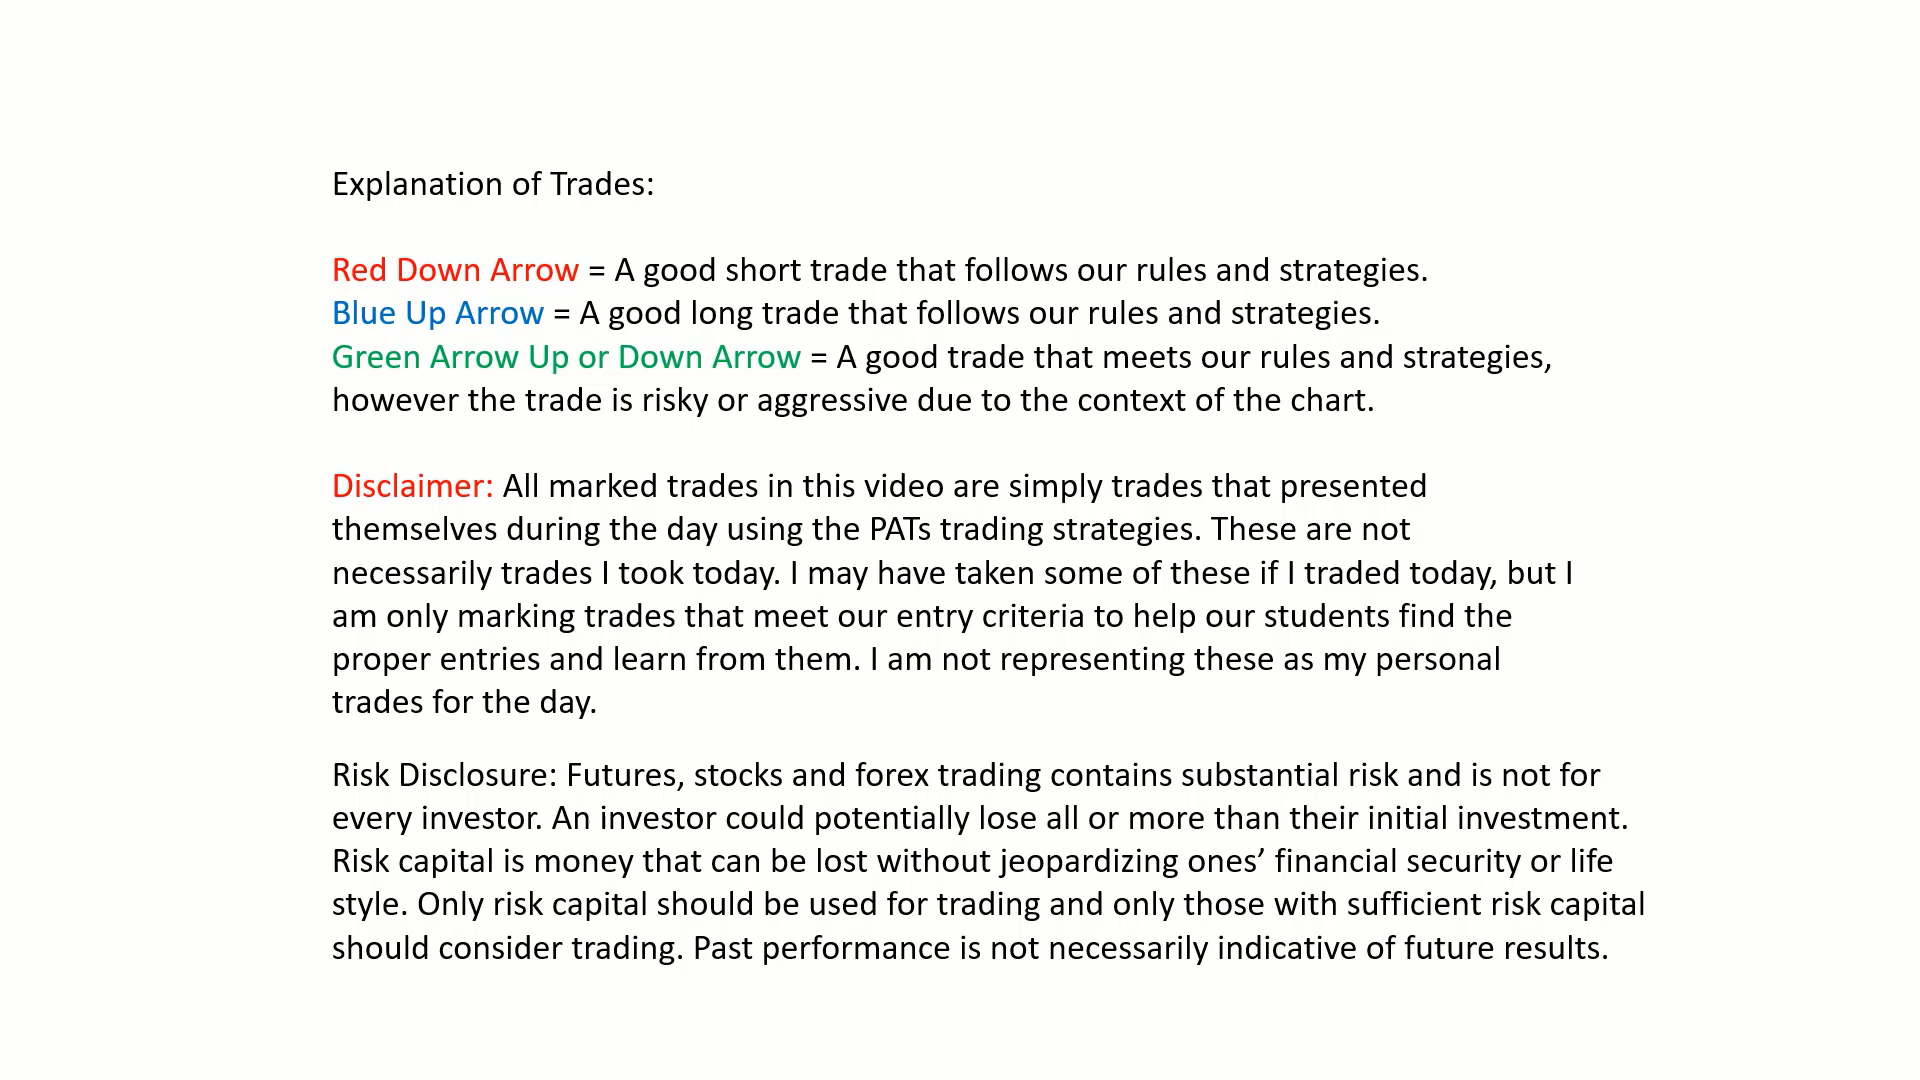 Explanation of Trades:
Red Down Arrow = A good short trade that follows our rules and strategies.
Blue Up Arrow = A good long trade that follows our rules and strategies.
Green Arrow Up or Down Arrow = A good trade that meets our rules and strategies,
however the trade is risky or aggressive due to the context of the chart.
Disclaimer: All marked trades in this video are simply trades that presented
themselves during the day using the PATs trading strategies. These are not
necessarily trades I took today. I may have taken some of these if I traded today, but I
am only marking trades that meet our entry criteria to help our students find the
proper entries and learn from them. I am not representing these as my personal
trades for the day.
Risk Disclosure: Futures, stocks and forex trading contains substantial risk and is not for
every investor. An investor could potentially lose all or more than their initial investment.
Risk capital is money that can be lost without jeopardizing ones’ financial security or life
style. Only risk capital should be used for trading and only those with sufficient risk capital
should consider trading. Past performance is not necessarily indicative of future results.